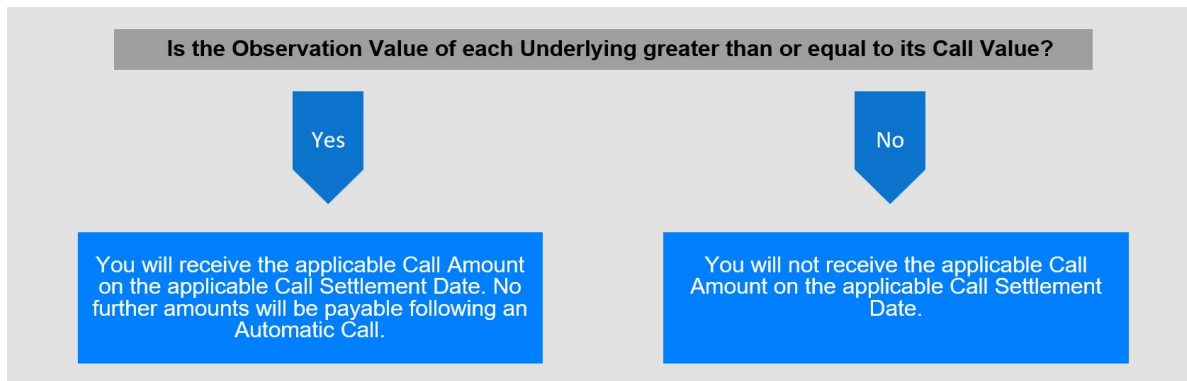 Is the Observation Value of each Underlying greater than or equal to its Call Value?
Yes
No
You will receive the applicable Call Amount
on the applicable Call Settlement Date. No
further amounts will be payable following an
Automatic Call.
You will not receive the applicable Call
Amount on the applicable Call Settlement
Date.